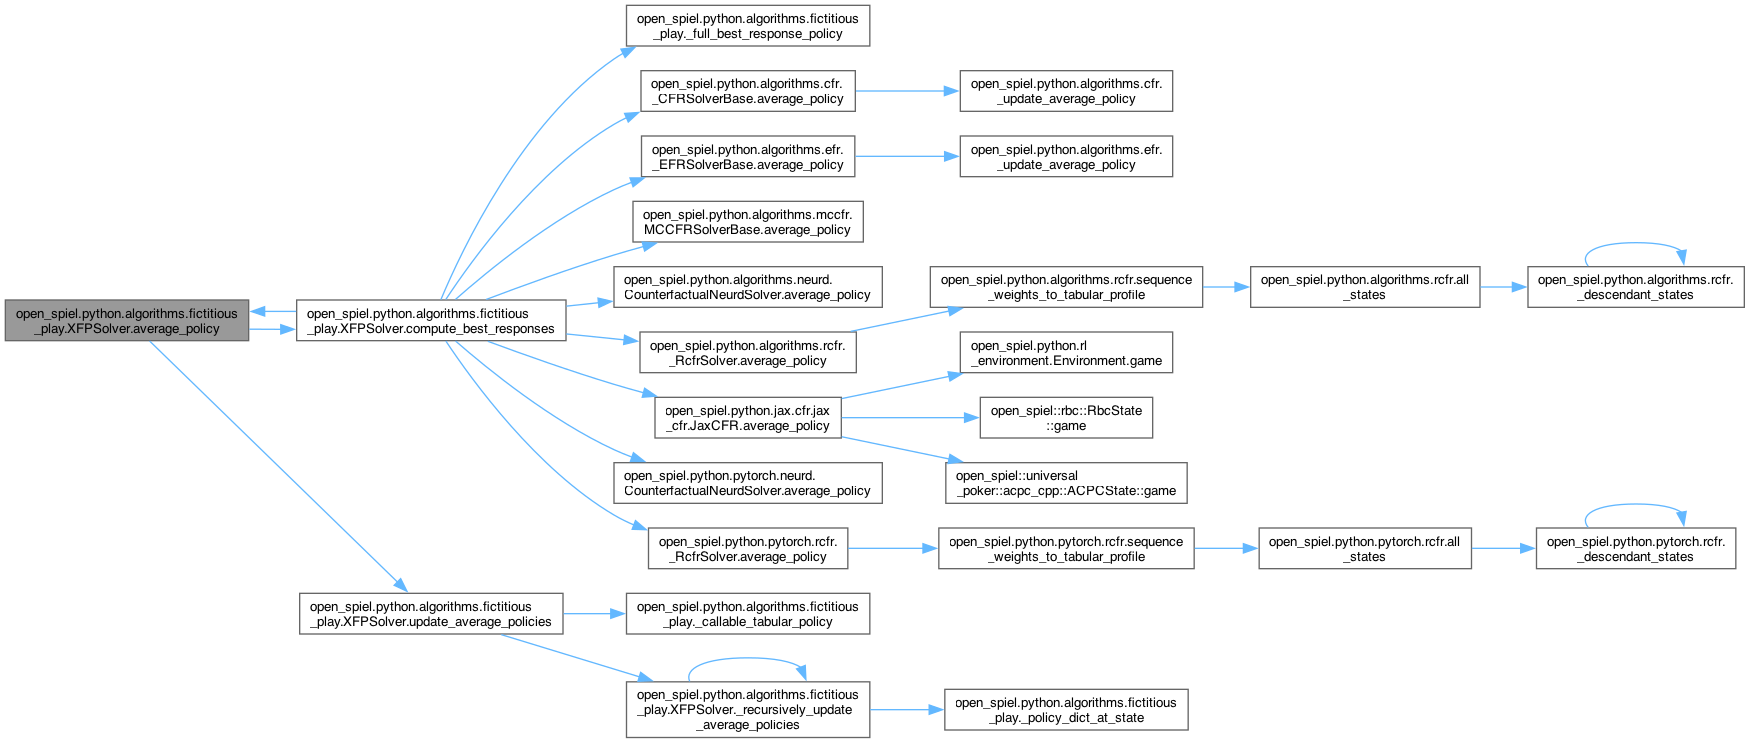 open_spiel.python.algorithms.fictitious
_play._full_best_response_policy
open_spiel.python.algorithms.cfr.
_CFRSolverBase.average_policy
open_spiel.python.algorithms.cfr.
_update_average_policy
open_spiel.python.algorithms.efr.
_EFRSolverBase.average_policy
open_spiel.python.algorithms.efr.
_update_average_policy
open_spiel.python.algorithms.mccfr.
MCCFRSolverBase.average_policy
open_spiel.python.algorithms.neurd.
CounterfactualNeurdSolver.average_policy
open_spiel.python.algorithms.rcfr.sequence
_weights_to_tabular_profile
open_spiel.python.algorithms.rcfr.all
_states
open_spiel.python.algorithms.rcfr.
_descendant_states
open_spiel.python.algorithms.fictitious
_play.XFPSolver.average_policy
open_spiel.python.algorithms.fictitious
_play.XFPSolver.compute_best_responses
open_spiel.python.algorithms.rcfr.
_RcfrSolver.average_policy
open_spiel.python.rl
_environment.Environment.game
open_spiel.python.jax.cfr.jax
_cfr.JaxCFR.average_policy
open_spiel::rbc::RbcState
::game
open_spiel.python.pytorch.neurd.
CounterfactualNeurdSolver.average_policy
open_spiel::universal
_poker::acpc_cpp::ACPCState::game
open_spiel.python.pytorch.rcfr.
_RcfrSolver.average_policy
open_spiel.python.pytorch.rcfr.sequence
_weights_to_tabular_profile
open_spiel.python.pytorch.rcfr.all
_states
open_spiel.python.pytorch.rcfr.
_descendant_states
open_spiel.python.algorithms.fictitious
_play.XFPSolver.update_average_policies
open_spiel.python.algorithms.fictitious
_play._callable_tabular_policy
open_spiel.python.algorithms.fictitious
_play.XFPSolver._recursively_update
_average_policies
open_spiel.python.algorithms.fictitious
_play._policy_dict_at_state